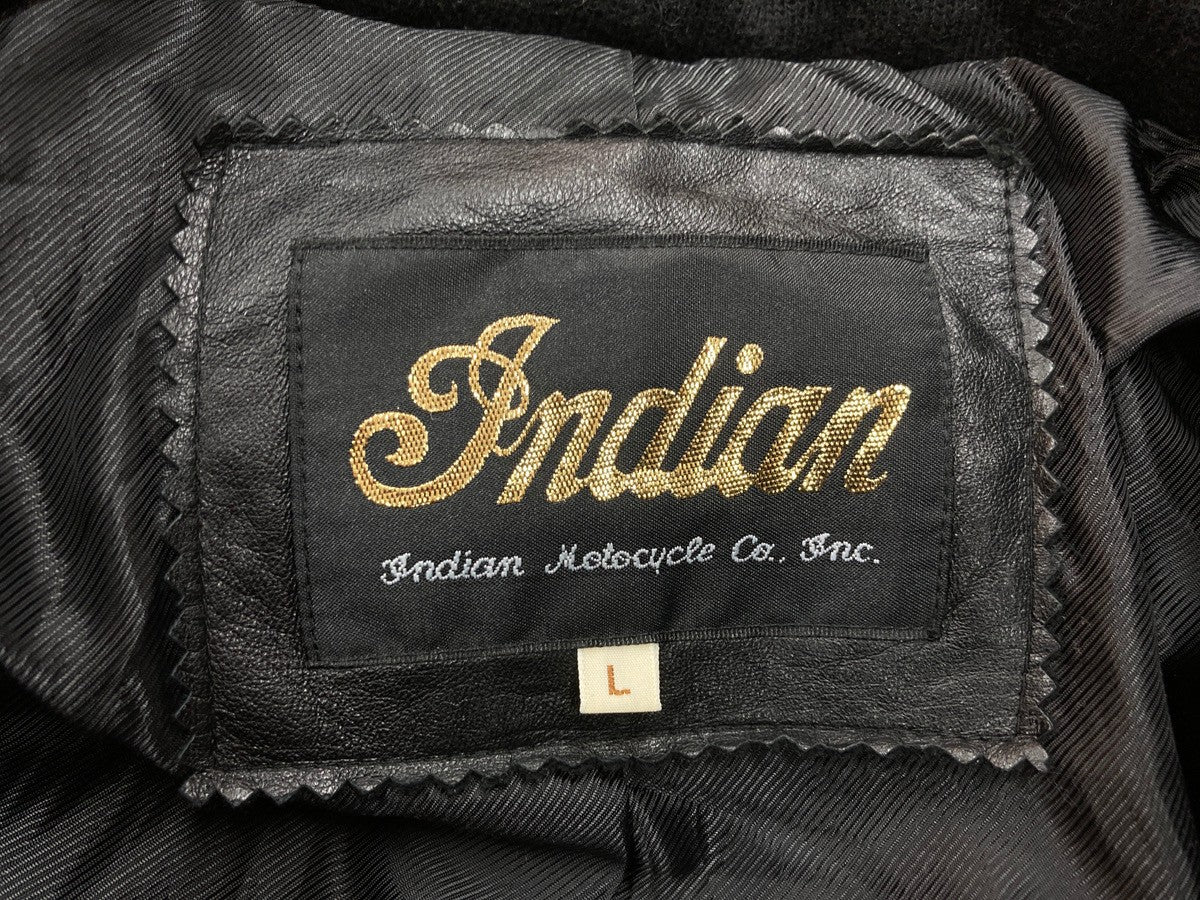 Indian
Indian Motocycle Co., Inc.
L